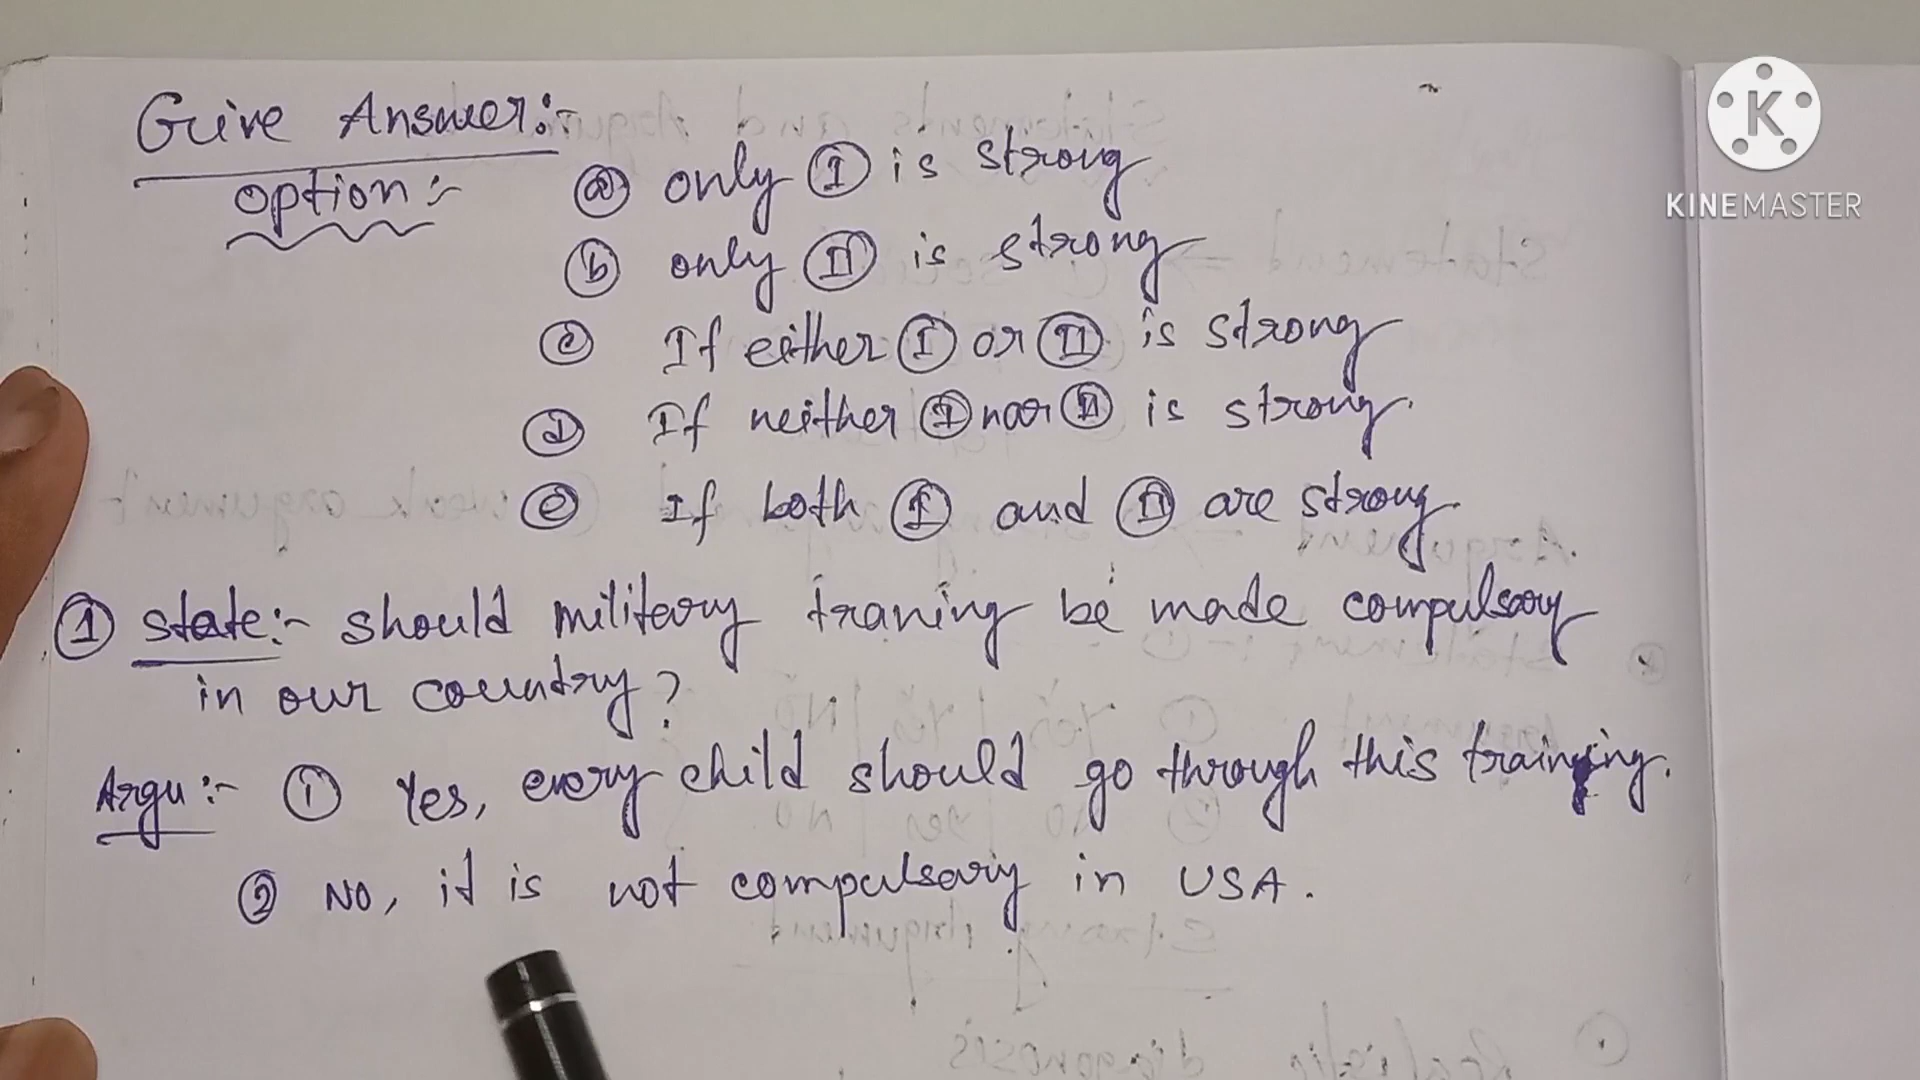 Give Answer:-
option:- (a) only (I) is strong
(b) only (II) is strong
(c) If either (I) or (II) is strong
(d) If neither (I) nor (II) is strong.
(e) If both (I) and (II) are strong.
(1) state:- should military traning be made compulsory
in our country?
Argu:- (1) Yes, every child should go through this training.
(2) No, it is not compulsary in USA.
K
KINEMASTER